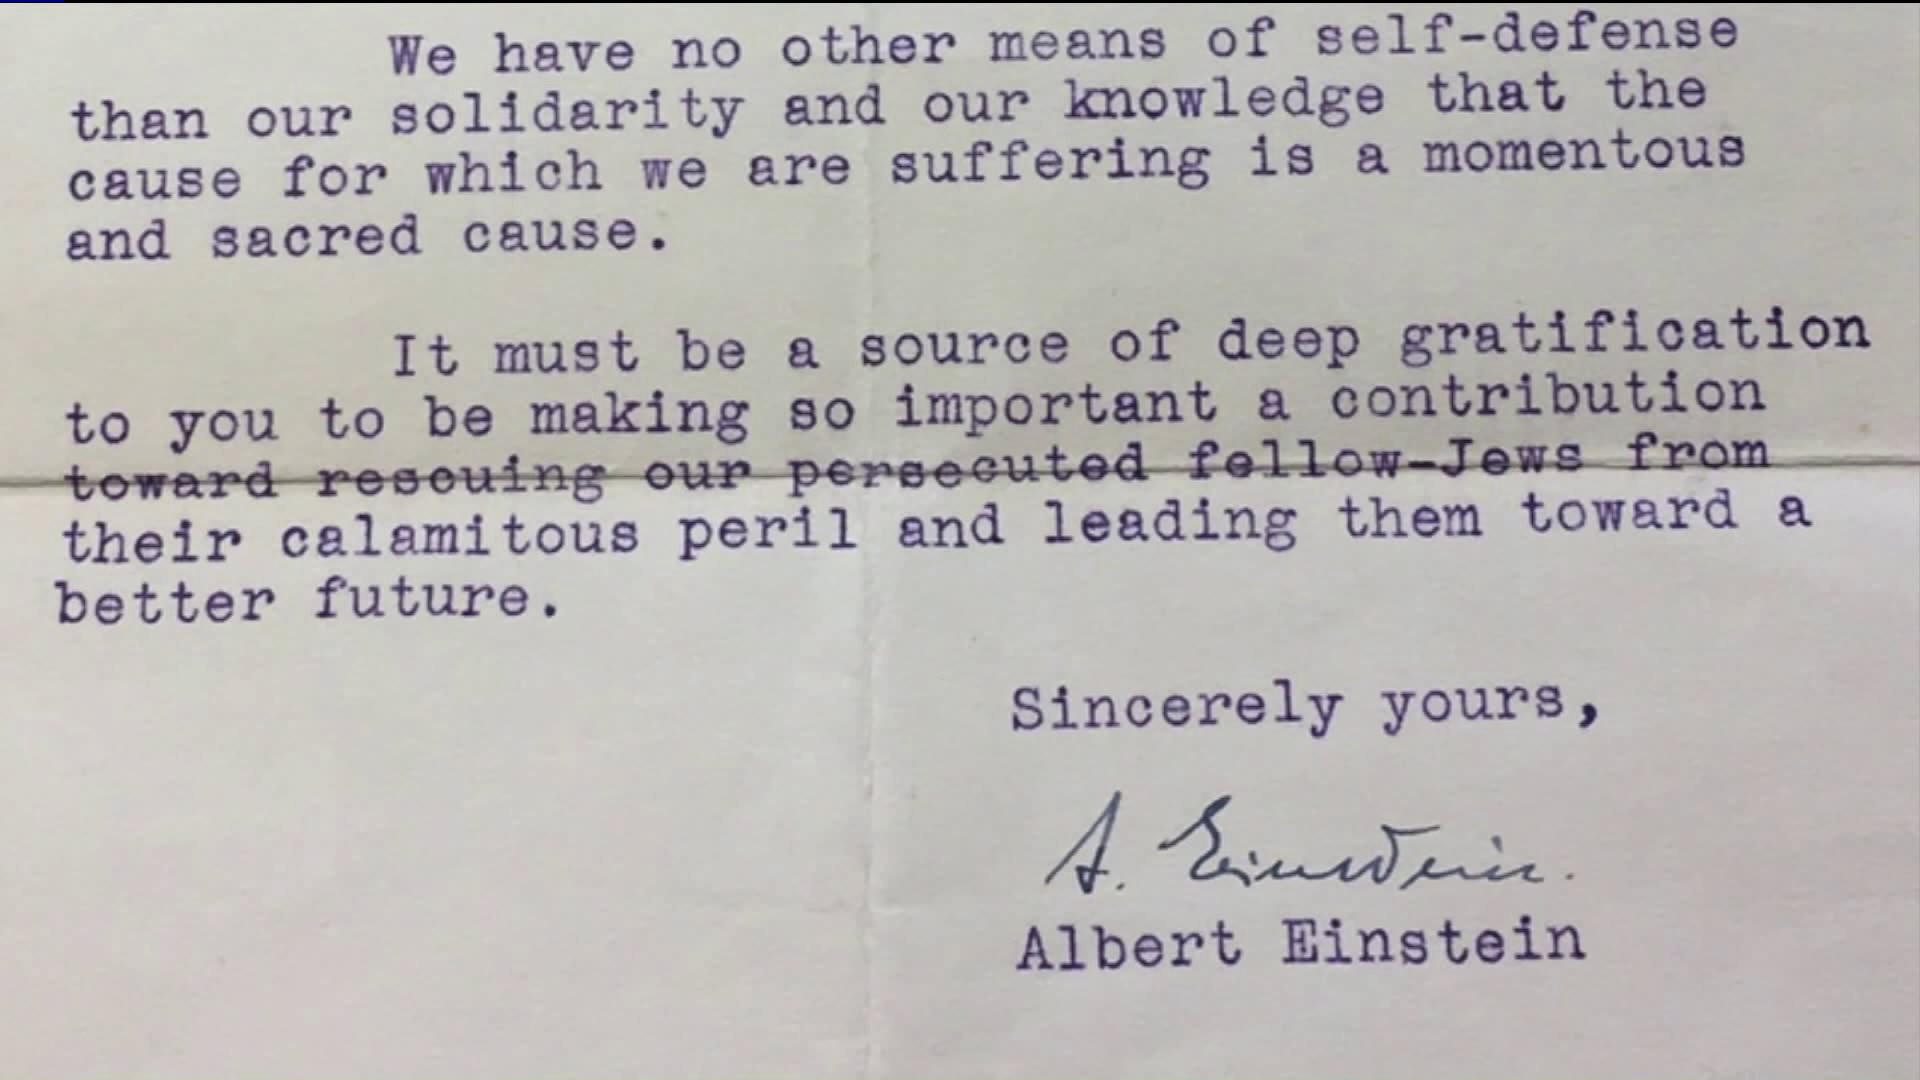 We have no other means of self-defense
than our solidarity and our knowledge that the
cause for which we are suffering is a momentous
and sacred cause.
It must be a source of deep gratification
to you to be making so important a contribution
toward rescuing our persecuted fellow-Jews from
their calamitous peril and leading them toward a
better future.
Sincerely yours,
A. Einstein.
Albert Einstein